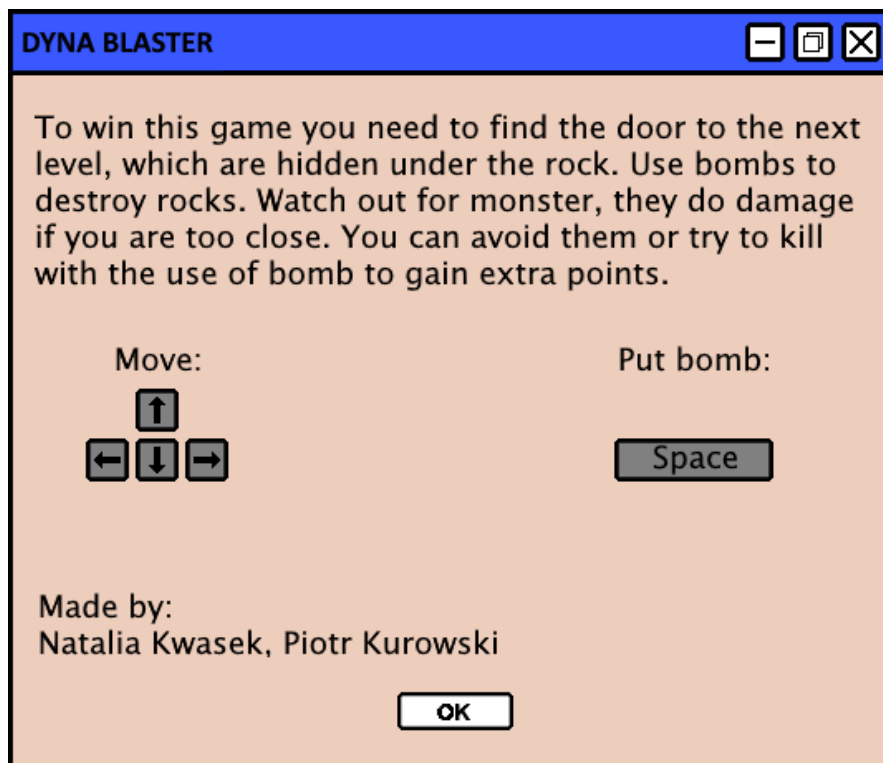 DYNA BLASTER
To win this game you need to find the door to the next
level, which are hidden under the rock. Use bombs to
destroy rocks. Watch out for monster, they do damage
if you are too close. You can avoid them or try to kill
with the use of bomb to gain extra points.
Move:
Put bomb:
Space
Made by:
Natalia Kwasek, Piotr Kurowski
OK